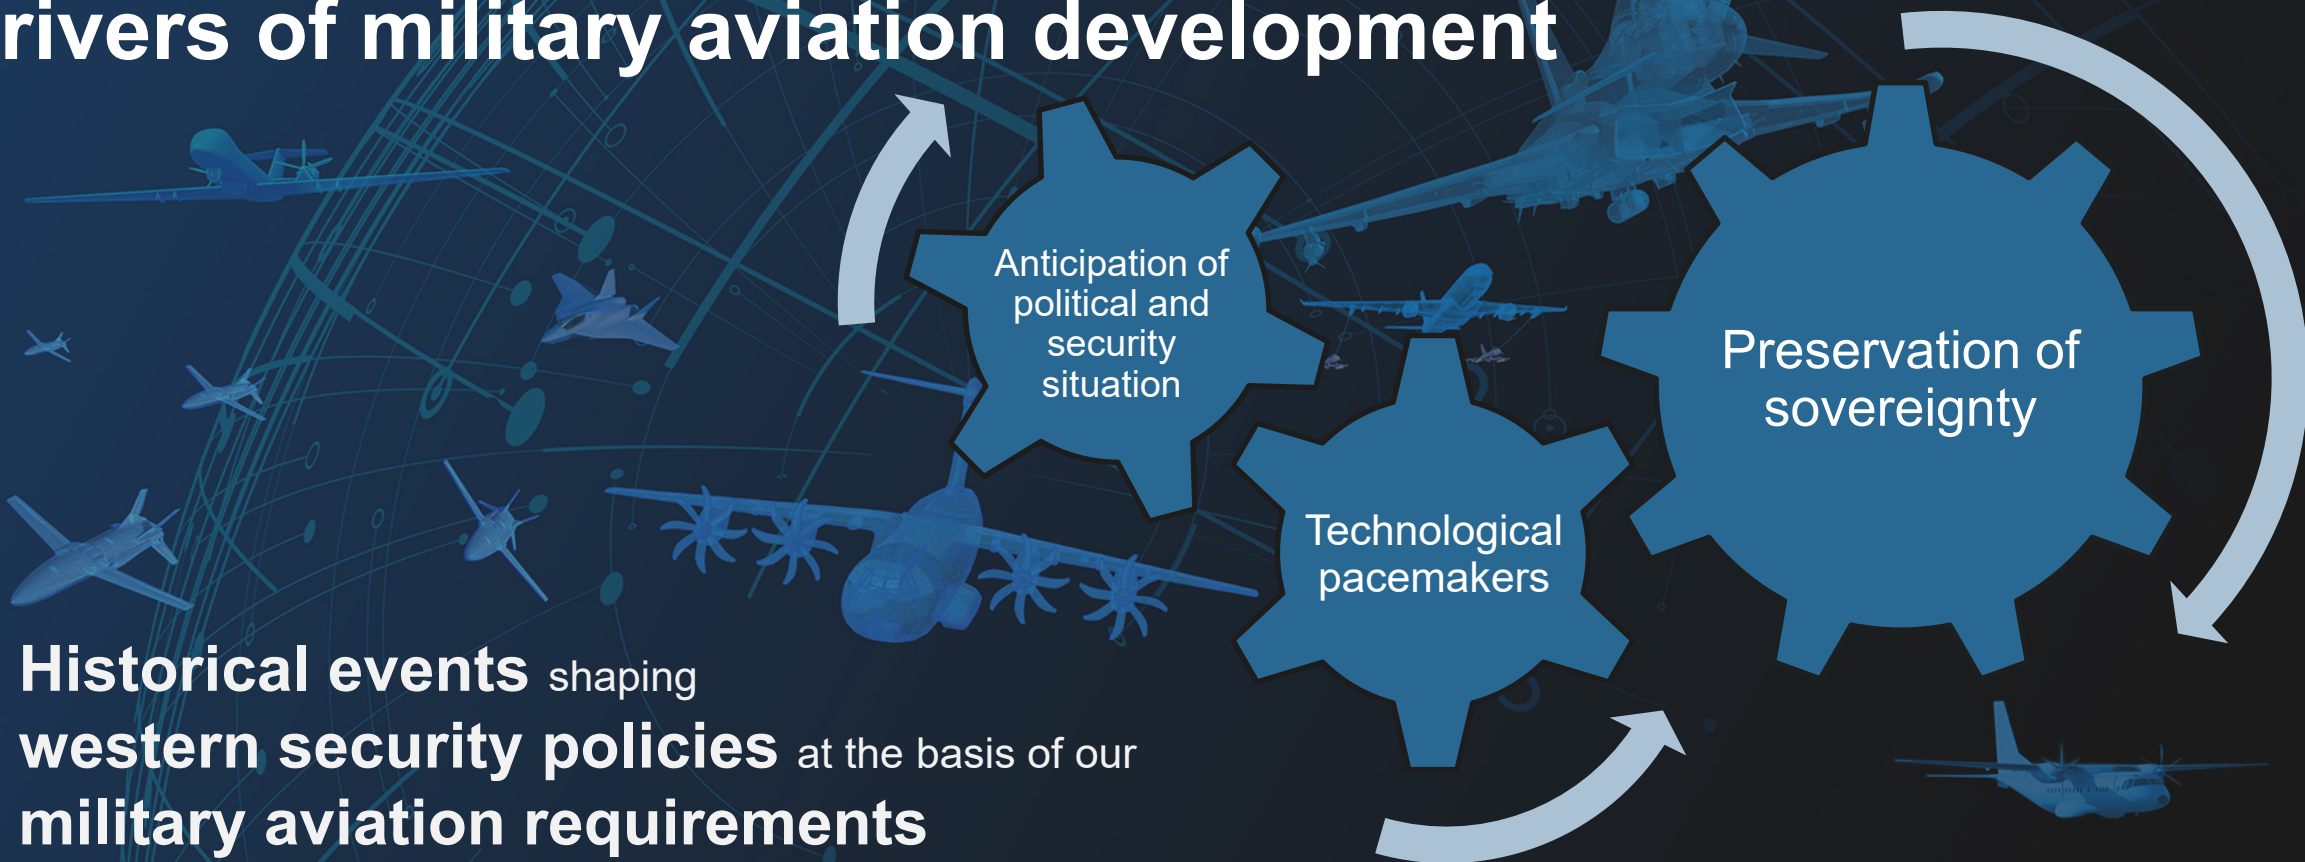 rivers of military aviation development
Anticipation of
political and
security
situation
Technological
pacemakers
Preservation of
sovereignty
Historical events shaping
western security policies at the basis of our
military aviation requirements